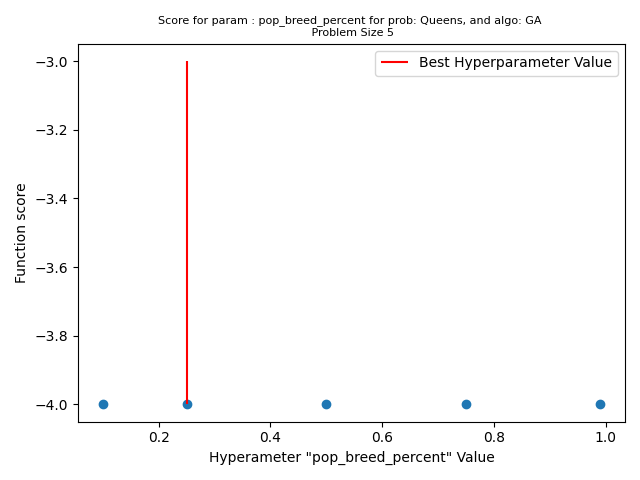 Score for param : pop_breed_percent for prob: Queens, and algo: GA
Problem Size 5
Best Hyperparameter Value
−3.0
−3.2
−3.4
−3.6
−3.8
−4.0
Function score
0.2 0.4 0.6 0.8 1.0
Hyperameter "pop_breed_percent" Value